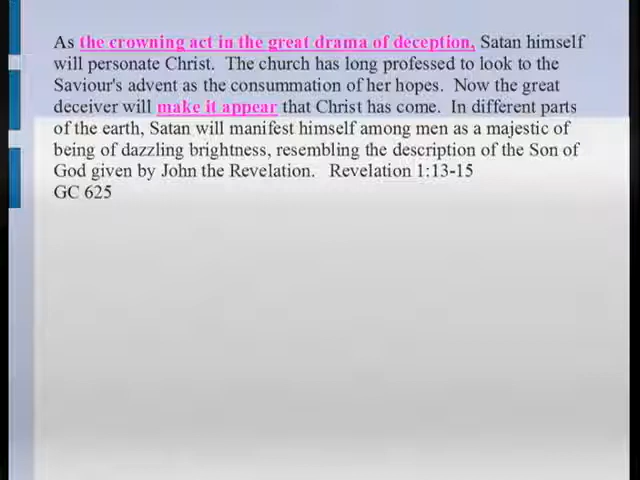 As the crowning act in the great drama of deception, Satan himself
will personate Christ.  The church has long professed to look to the
Saviour's advent as the consummation of her hopes.  Now the great
deceiver will make it appear that Christ has come.  In different parts
of the earth, Satan will manifest himself among men as a majestic of
being of dazzling brightness, resembling the description of the Son of
God given by John the Revelation.   Revelation 1:13-15
GC 625